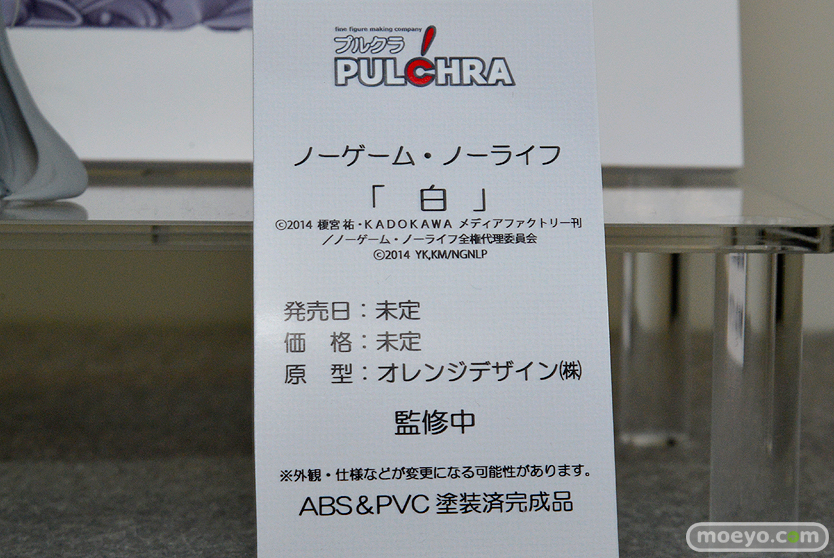 fine figure making company
プルクラ
PULCHRA
ノーゲーム・ノーライフ
「 白 」
©2014 榎宮祐・KADOKAWA メディアファクトリー刊
／ノーゲーム・ノーライフ全権代理委員会
©2014 YK,KM/NGNLP
発売日：未定
価　格：未定
原　型：オレンジデザイン㈱
監修中
※外観・仕様などが変更になる可能性があります。
ABS＆PVC 塗装済完成品
moeyo.com